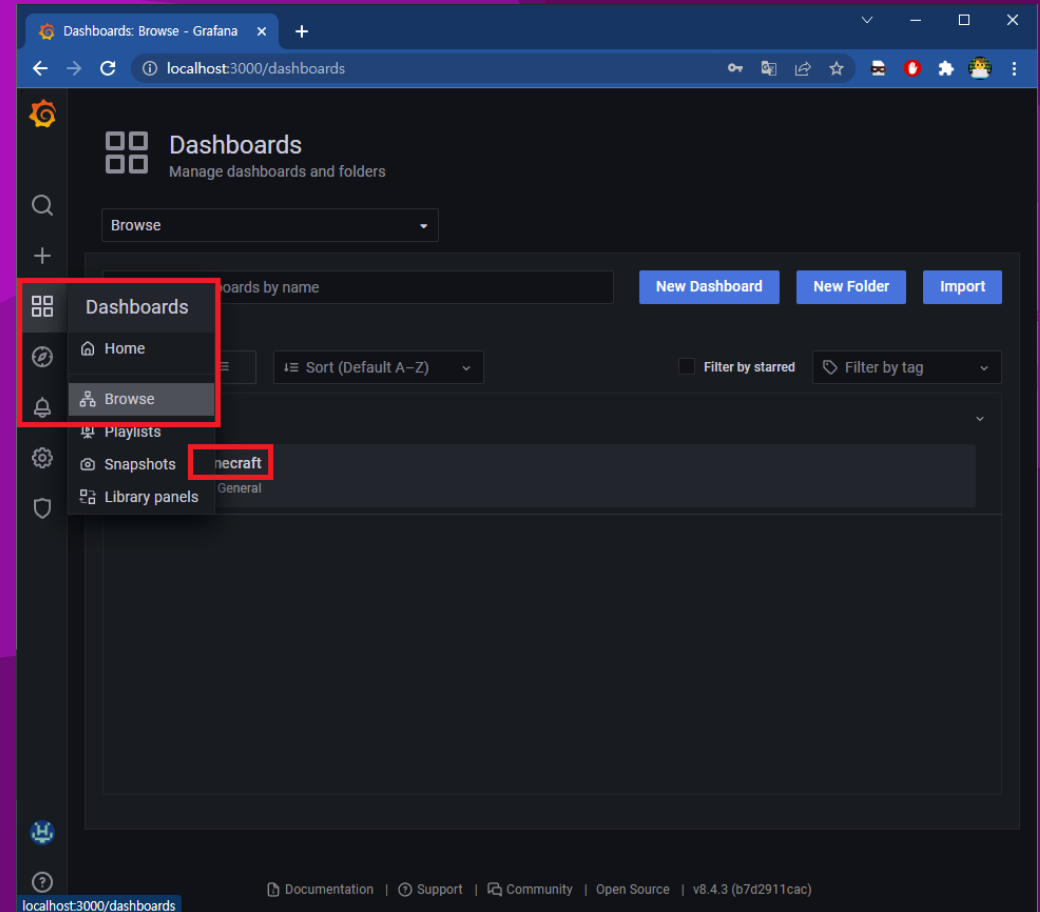 Dashboards: Browse - Grafana
localhost:3000/dashboards
Dashboards
Manage dashboards and folders
Browse
by name
New Dashboard
New Folder
Import
Dashboards
Home
Sort (Default A–Z)
Filter by starred
Filter by tag
Browse
Playlists
Snapshots
necraft
General
Library panels
Documentation | Support | Community | Open Source | v8.4.3 (b7d2911cac)
localhost:3000/dashboards